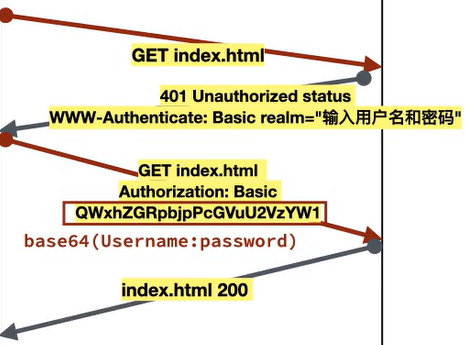 GET index.html
401 Unauthorized status
WWW-Authenticate: Basic realm="输入用户名和密码"
GET index.html
Authorization: Basic
QWxhZGRpbjpPcGVuU2VzYW1
base64(Username:password)
index.html 200